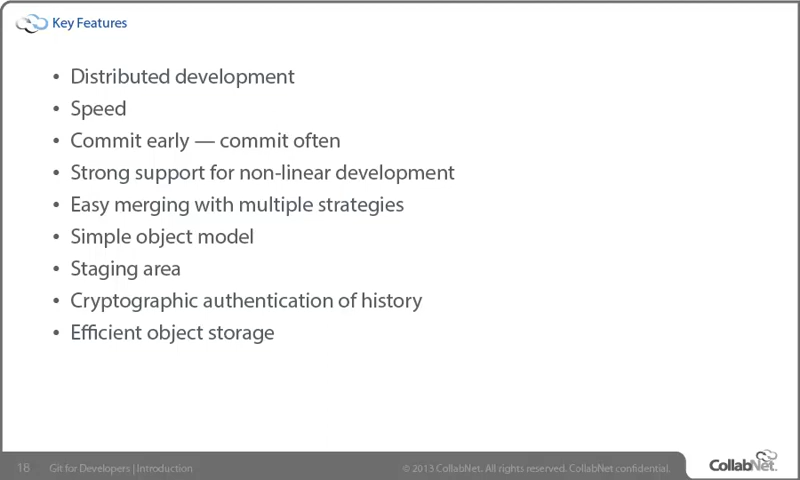 Key Features
• Distributed development
• Speed
• Commit early — commit often
• Strong support for non-linear development
• Easy merging with multiple strategies
• Simple object model
• Staging area
• Cryptographic authentication of history
• Efficient object storage
18 Git for Developers | Introduction © 2013 CollabNet. All rights reserved. CollabNet confidential. CollabNet.